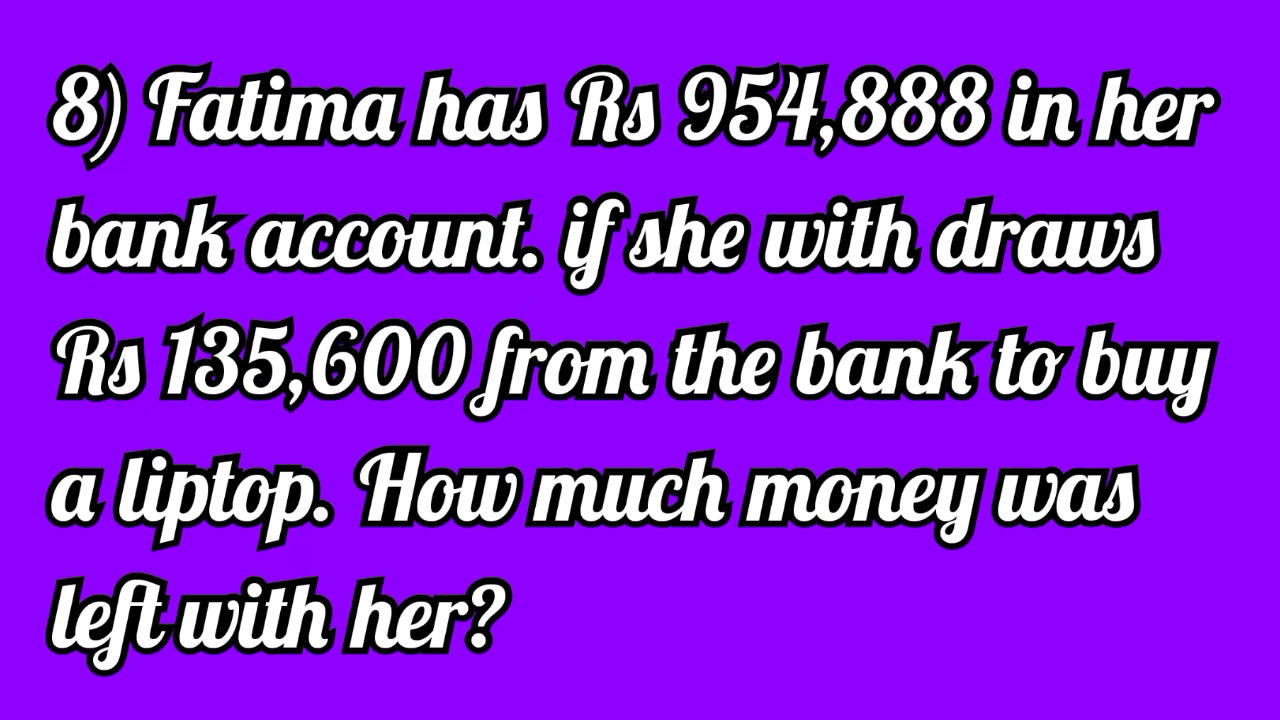 8) Fatima has Rs 954,888 in her
bank account. if she with draws
Rs 135,600 from the bank to buy
a liptop. How much money was
left with her?